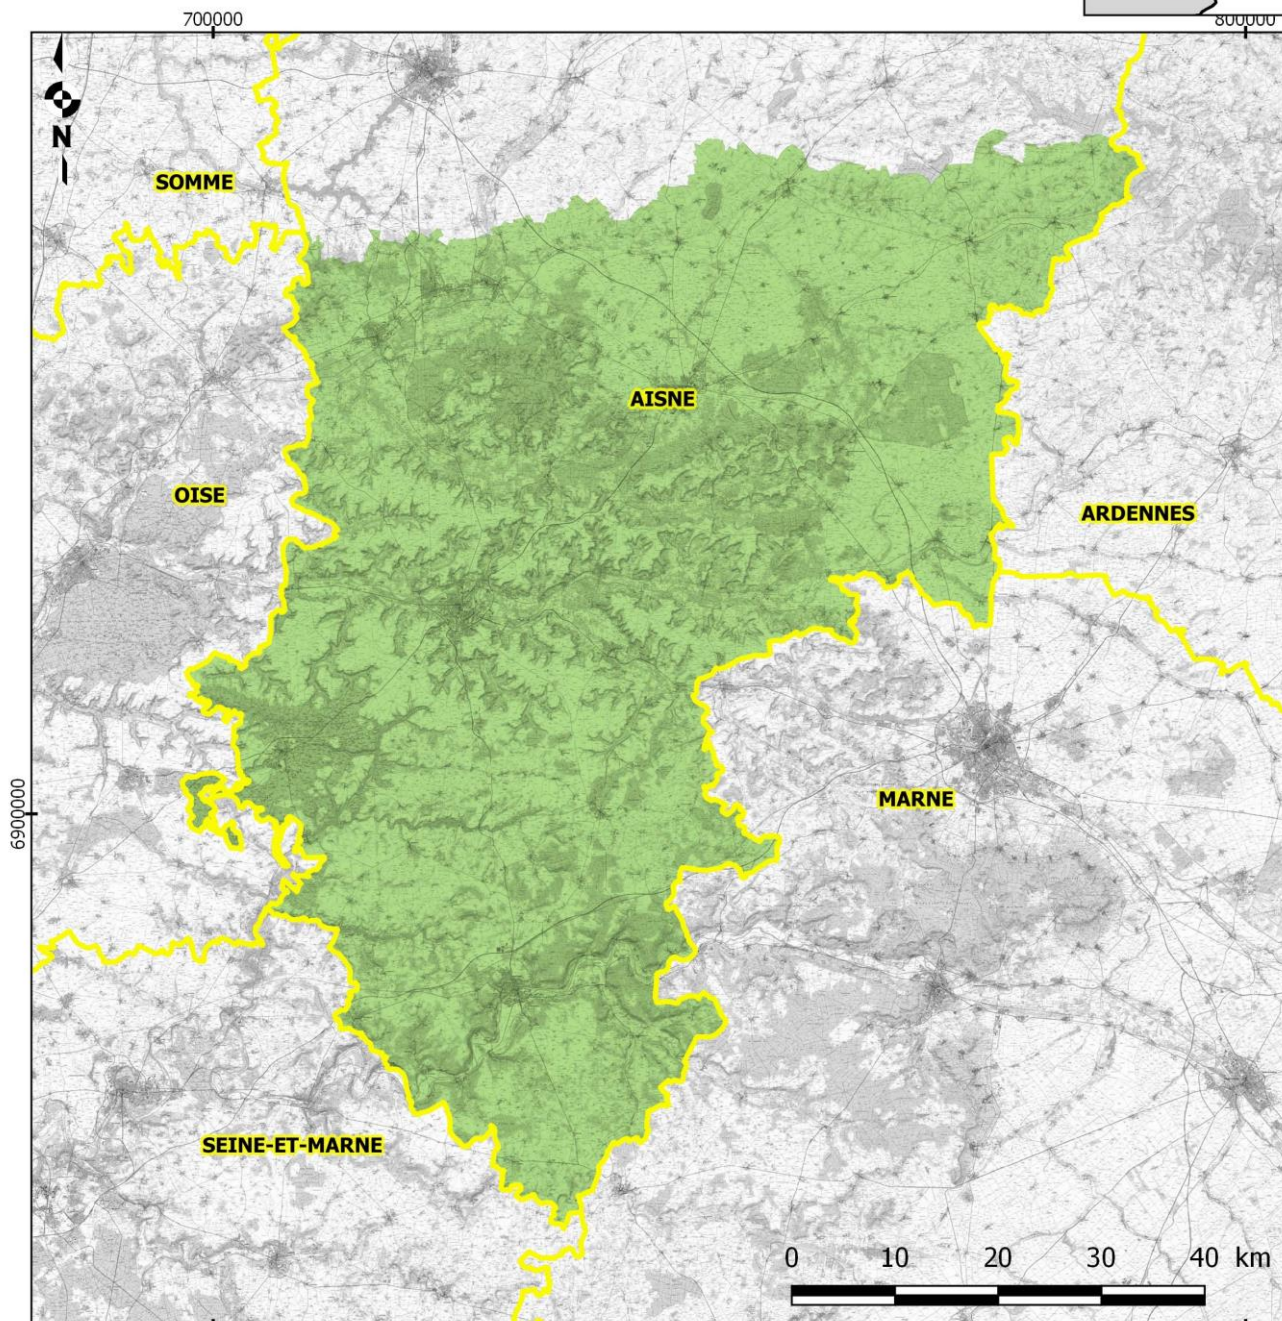 700000
800000
N
SOMME
AISNE
OISE
ARDENNES
6900000
MARNE
SEINE-ET-MARNE
0 10 20 30 40 km